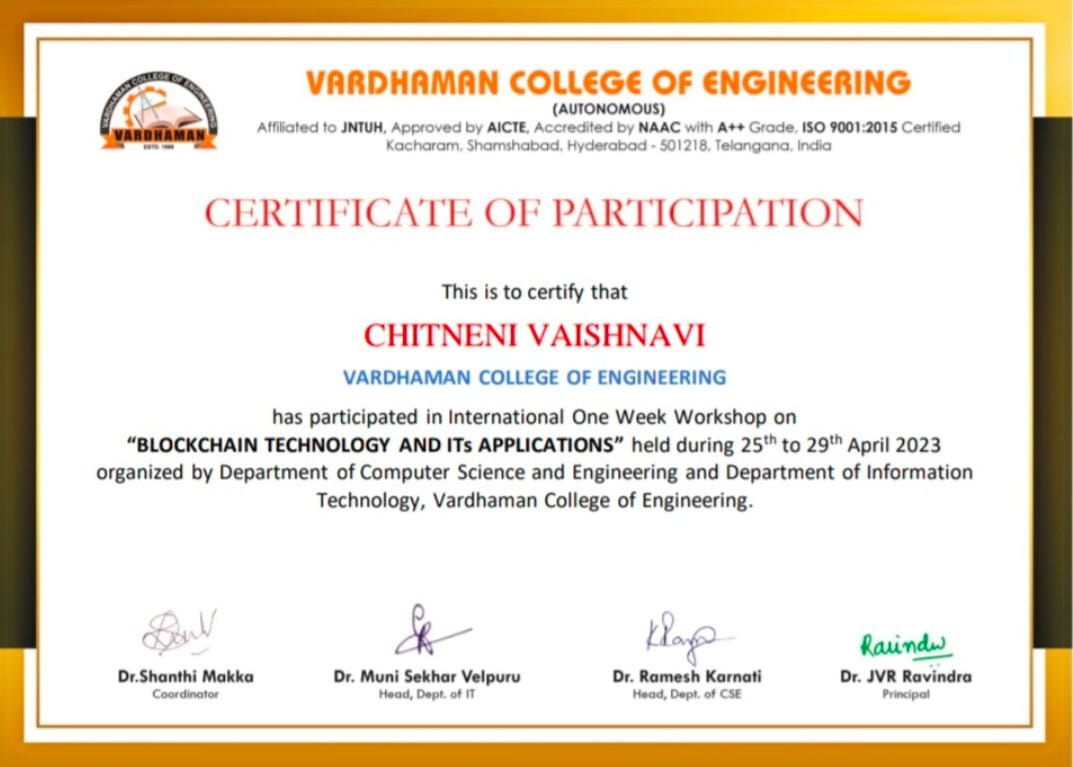 VARDHAMAN COLLEGE OF ENGINEERING
VARDHAMAN
ESTD. 1999
VARDHAMAN COLLEGE OF ENGINEERING
(AUTONOMOUS)
Affiliated to JNTUH, Approved by AICTE, Accredited by NAAC with A++ Grade, ISO 9001:2015 Certified
Kacharam, Shamshabad, Hyderabad - 501218, Telangana, India
CERTIFICATE OF PARTICIPATION
This is to certify that
CHITNENI VAISHNAVI
VARDHAMAN COLLEGE OF ENGINEERING
has participated in International One Week Workshop on
“BLOCKCHAIN TECHNOLOGY AND ITs APPLICATIONS” held during 25th to 29th April 2023
organized by Department of Computer Science and Engineering and Department of Information
Technology, Vardhaman College of Engineering.
Ravindra
Dr.Shanthi Makka Dr. Muni Sekhar Velpuru Dr. Ramesh Karnati Dr. JVR Ravindra
Coordinator Head, Dept. of IT Head, Dept. of CSE Principal